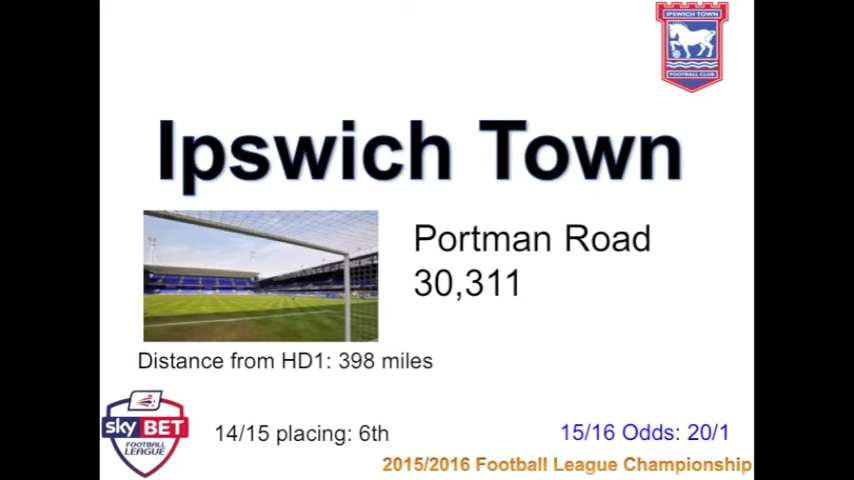 IPSWICH TOWN
FOOTBALL CLUB
Ipswich Town
Portman Road
30,311
Distance from HD1: 398 miles
sky BET
FOOTBALL
LEAGUE
14/15 placing: 6th
15/16 Odds: 20/1
2015/2016 Football League Championship